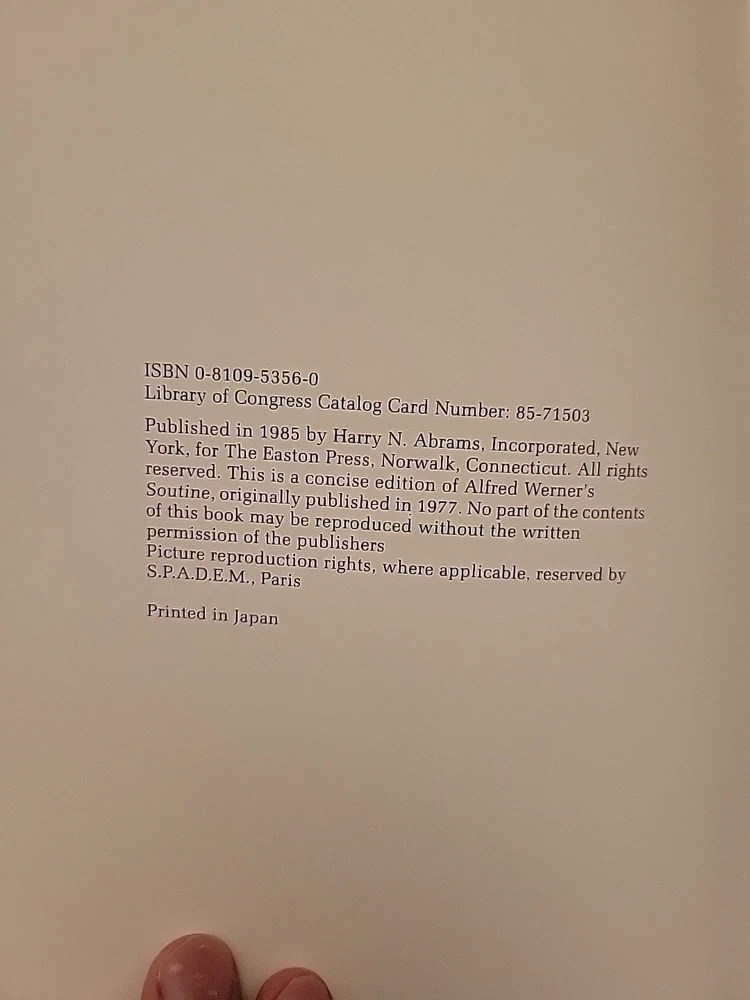 ISBN 0-8109-5356-0
Library of Congress Catalog Card Number: 85-71503
Published in 1985 by Harry N. Abrams, Incorporated, New
York, for The Easton Press, Norwalk, Connecticut. All rights
reserved. This is a concise edition of Alfred Werner's
Soutine, originally published in 1977. No part of the contents
of this book may be reproduced without the written
permission of the publishers
Picture reproduction rights, where applicable, reserved by
S.P.A.D.E.M., Paris
Printed in Japan